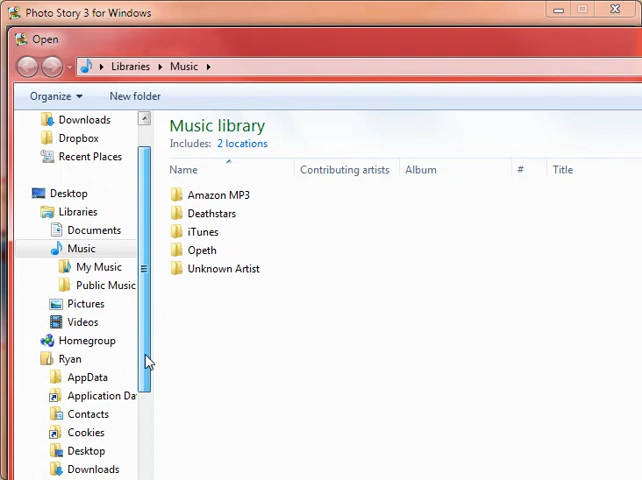 Photo Story 3 for Windows
Open
Libraries
Music
Organize
New folder
Downloads
Dropbox
Recent Places
Desktop
Libraries
Documents
Music
My Music
Public Music
Pictures
Videos
Homegroup
Ryan
AppData
Application Da
Contacts
Cookies
Desktop
Downloads
Music library
Includes: 2 locations
Name Contributing artists Album # Title
Amazon MP3
Deathstars
iTunes
Opeth
Unknown Artist